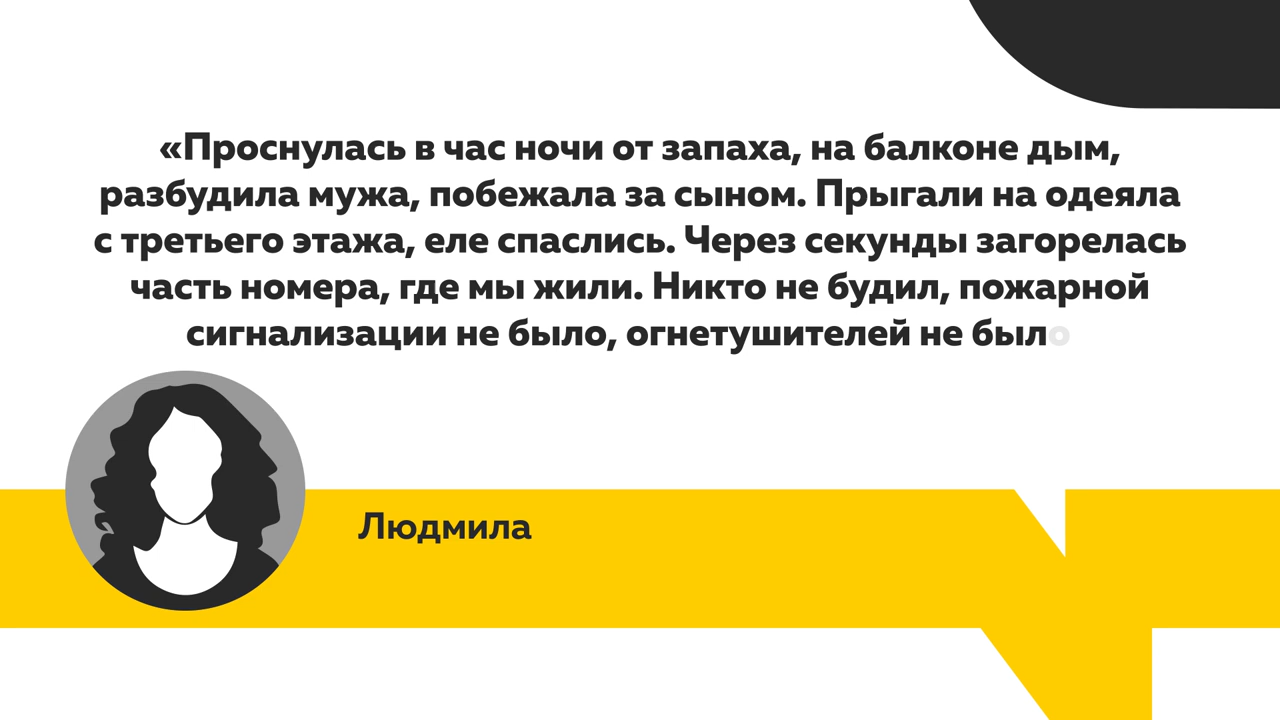 «Проснулась в час ночи от запаха, на балконе дым,
разбудила мужа, побежала за сыном. Прыгали на одеяла
с третьего этажа, еле спаслись. Через секунды загорелась
часть номера, где мы жили. Никто не будил, пожарной
сигнализации не было, огнетушителей не было
Людмила